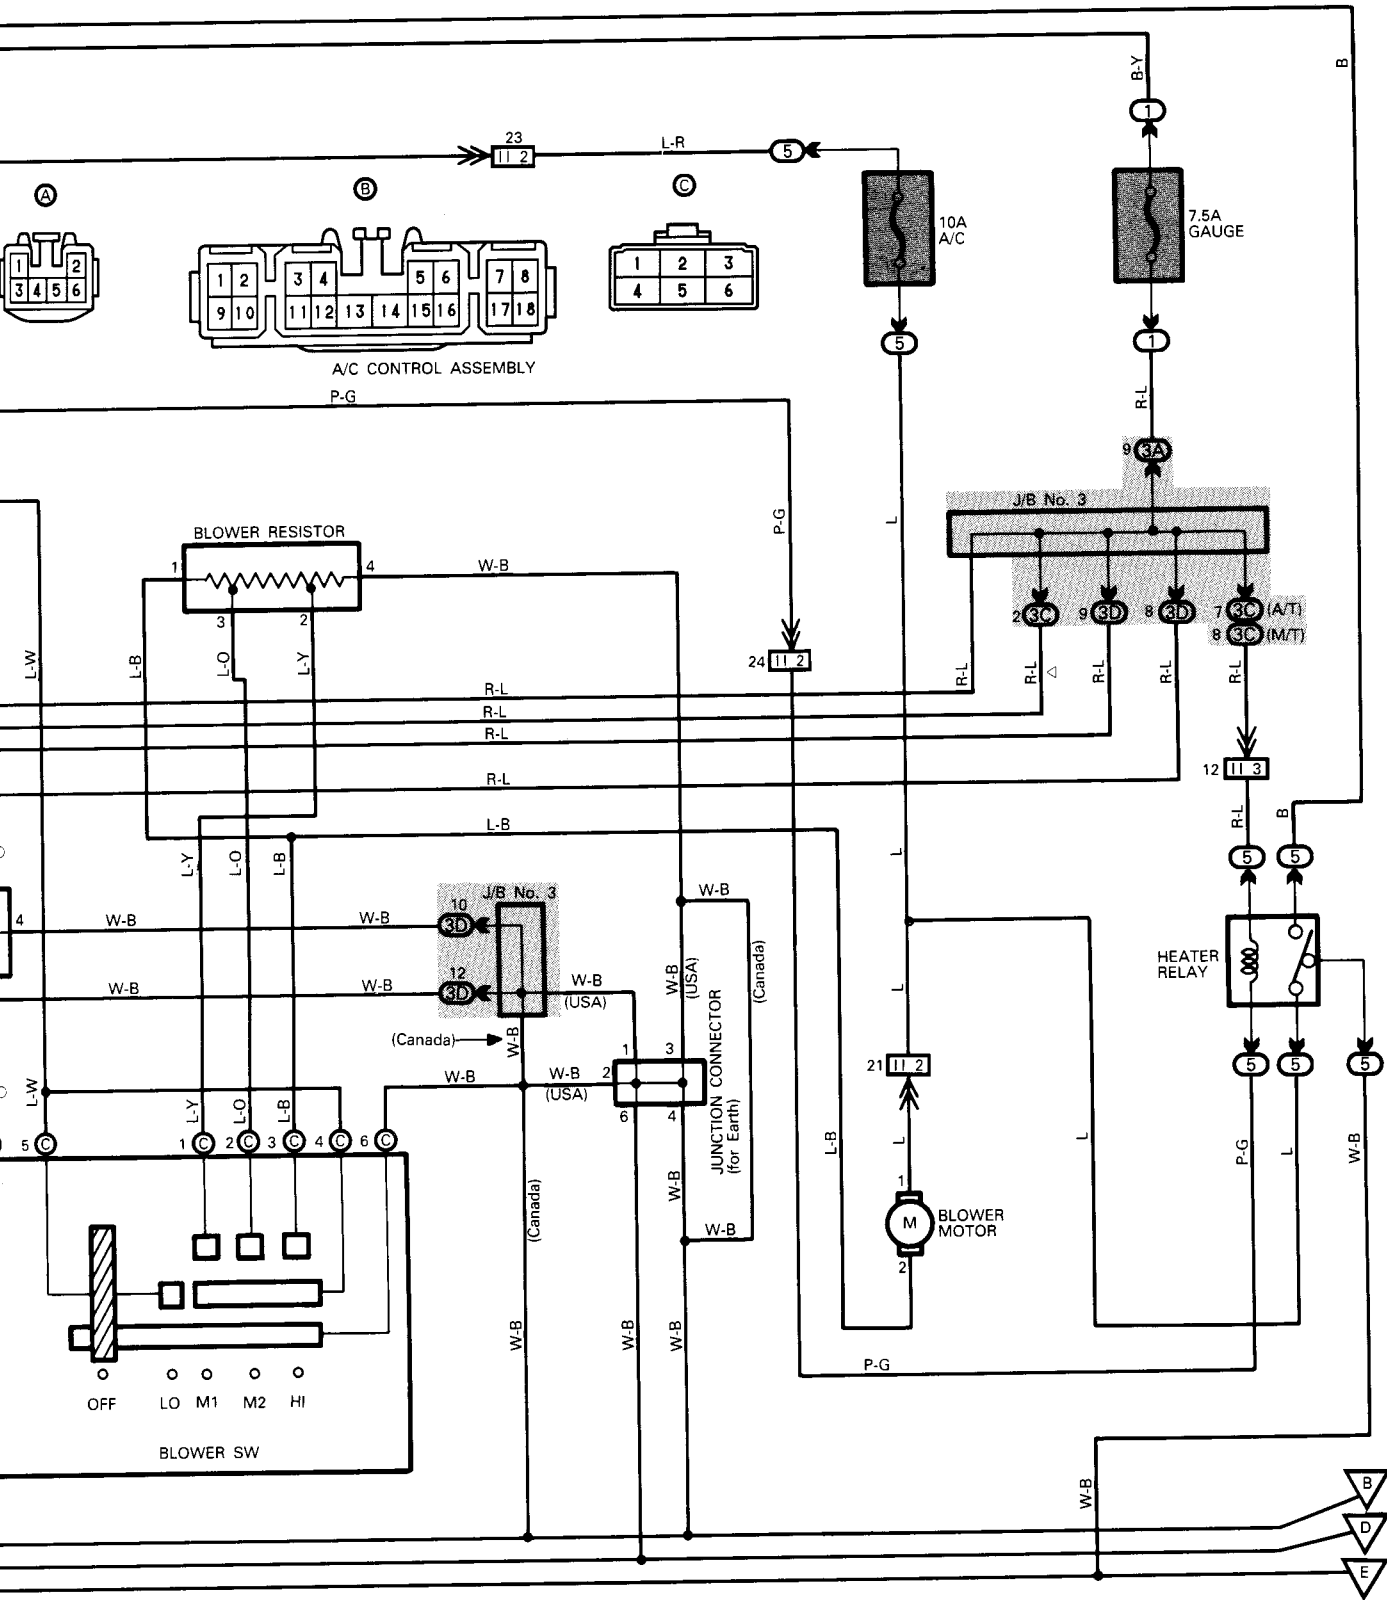 B-Y
B
1
23
II 2
L-R
5
A
B
C
10A
A/C
7.5A
GAUGE
1 2
3 4 5 6
1 2 3 4 5 6 7 8
9 10 11 12 13 14 15 16 17 18
1 2 3
4 5 6
5
1
A/C CONTROL ASSEMBLY
P-G
R-L
9 3A
J/B No. 3
P-G
L
BLOWER RESISTOR
1
4
W-B
3
2
2 3C
9 3D
8 3D
7 3C (A/T)
8 3C (M/T)
L-W
L-B
L-O
L-Y
24 II 2
R-L
R-L
R-L
R-L
R-L
R-L
R-L
R-L
R-L
12 II 3
R-L
B
L-B
L-Y
L-O
L-B
L
5
5
J/B No. 3
W-B
4
W-B
W-B
10
3D
W-B
W-B
12
3D
W-B
(USA)
W-B
(USA)
(Canada)
L
HEATER
RELAY
(Canada)
W-B
JUNCTION CONNECTOR
(for Earth)
1
3
W-B
W-B
(USA)
2
6
4
21 II 2
5
5
5
L-W
L-Y
L-O
L-B
5 C
1 C
2 C
3 C
4 C
6 C
W-B
L-B
L
L
P-G
L
W-B
1
M
BLOWER
MOTOR
2
(Canada)
W-B
W-B
W-B
W-B
P-G
OFF
LO
M1
M2
HI
BLOWER SW
W-B
B
D
E